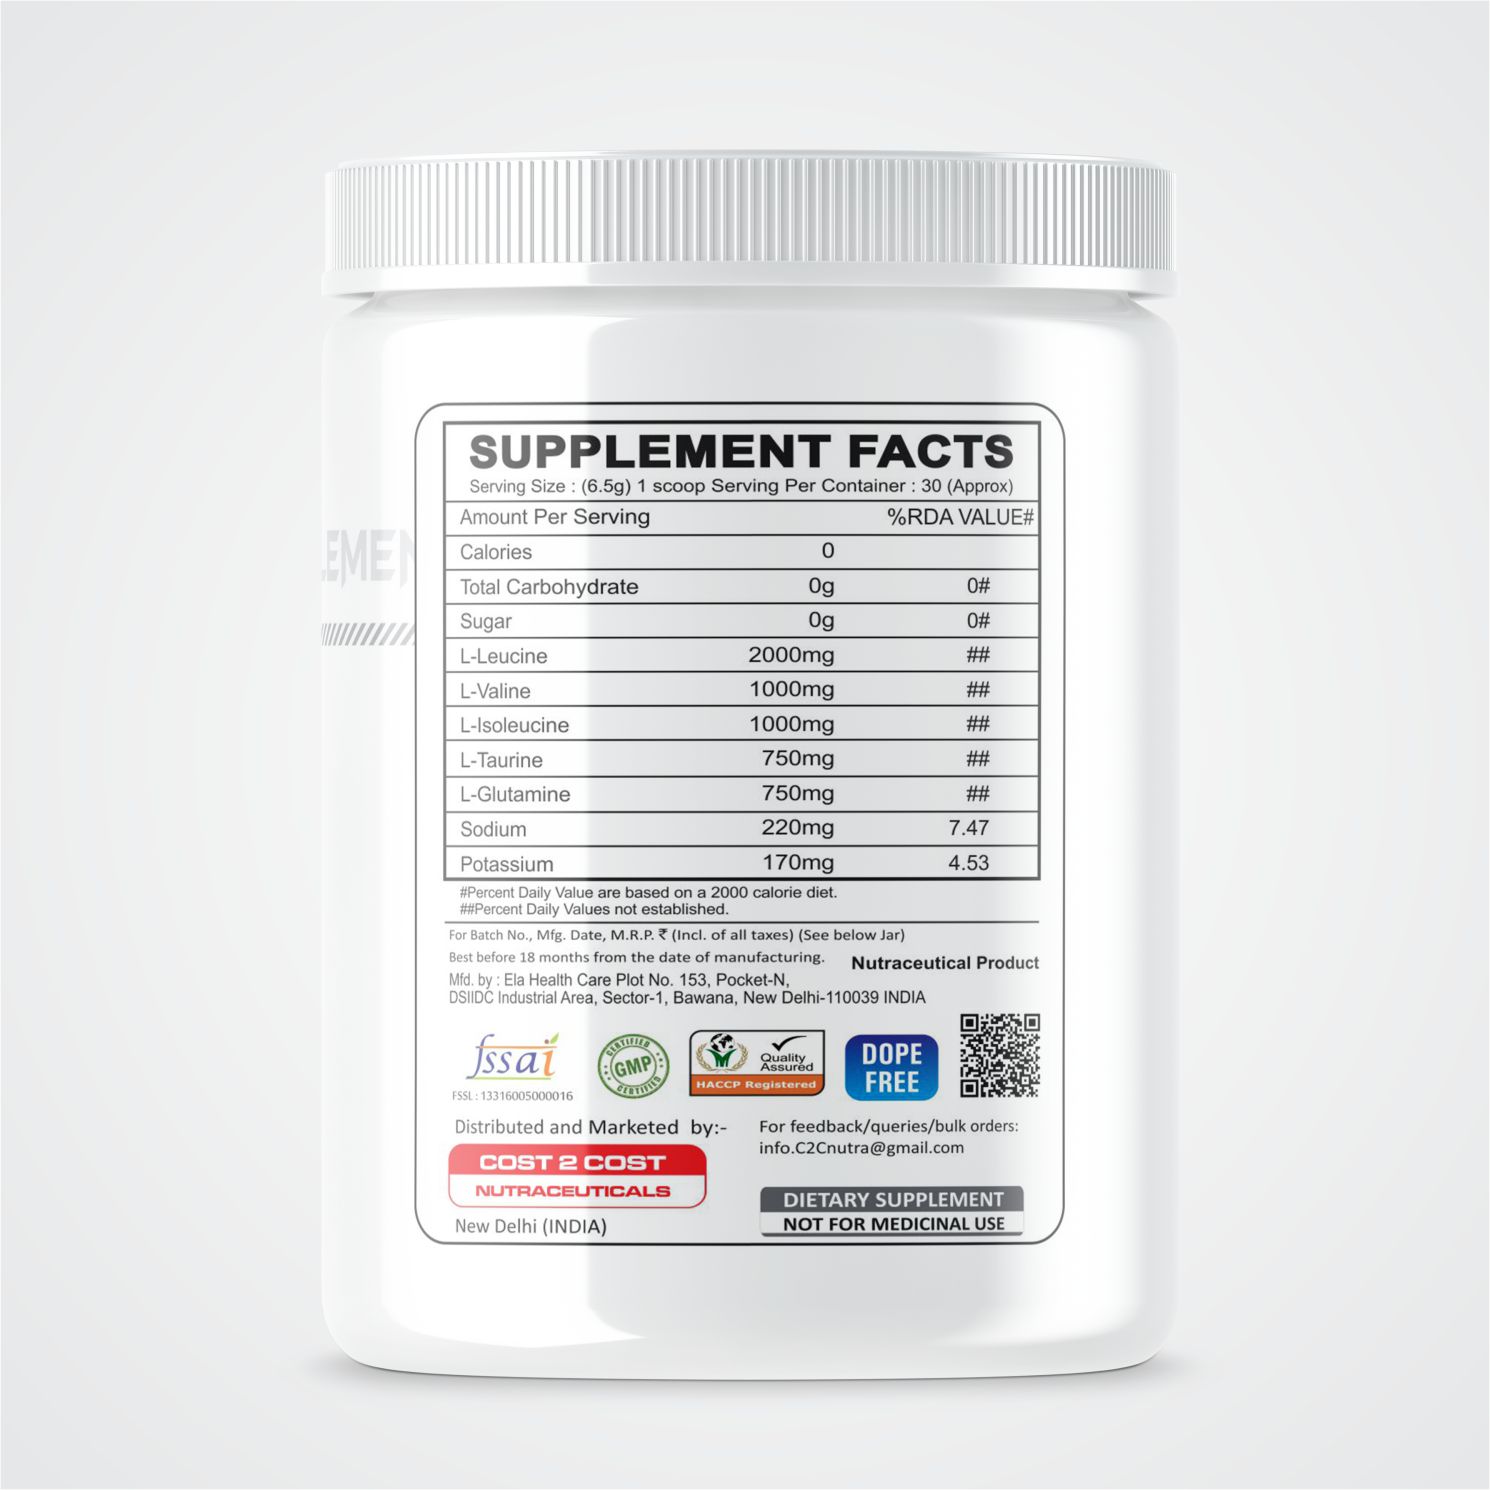 SUPPLEMENT FACTS
Serving Size : (6.5g) 1 scoop Serving Per Container : 30 (Approx)
Amount Per Serving %RDA VALUE#
Calories 0
Total Carbohydrate 0g 0#
Sugar 0g 0#
L-Leucine 2000mg ##
L-Valine 1000mg ##
L-Isoleucine 1000mg ##
L-Taurine 750mg ##
L-Glutamine 750mg ##
Sodium 220mg 7.47
Potassium 170mg 4.53
#Percent Daily Value are based on a 2000 calorie diet.
##Percent Daily Values not established.
For Batch No., Mfg. Date, M.R.P. ₹ (Incl. of all taxes) (See below Jar)
Best before 18 months from the date of manufacturing.
Nutraceutical Product
Mfd. by : Ela Health Care Plot No. 153, Pocket-N,
DSIIDC Industrial Area, Sector-1, Bawana, New Delhi-110039 INDIA
fssai
FSSL : 13316005000016
CERTIFIED
GMP
CERTIFIED
Quality
Assured
HACCP Registered
DOPE
FREE
Distributed and Marketed by:-
COST 2 COST
NUTRACEUTICALS
New Delhi (INDIA)
For feedback/queries/bulk orders:
info.C2Cnutra@gmail.com
DIETARY SUPPLEMENT
NOT FOR MEDICINAL USE